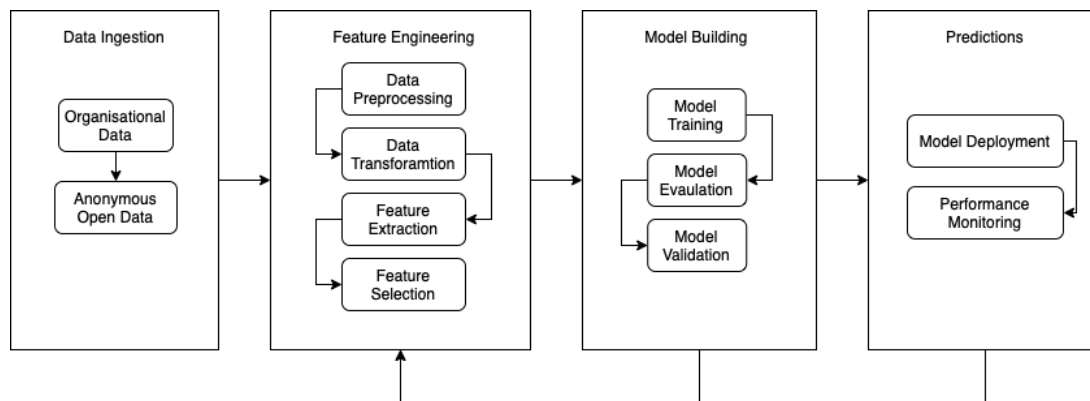 Data Ingestion
Organisational
Data
Anonymous
Open Data
Feature Engineering
Data
Preprocessing
Data
Transforamtion
Feature
Extraction
Feature
Selection
Model Building
Model
Training
Model
Evaulation
Model
Validation
Predictions
Model Deployment
Performance
Monitoring